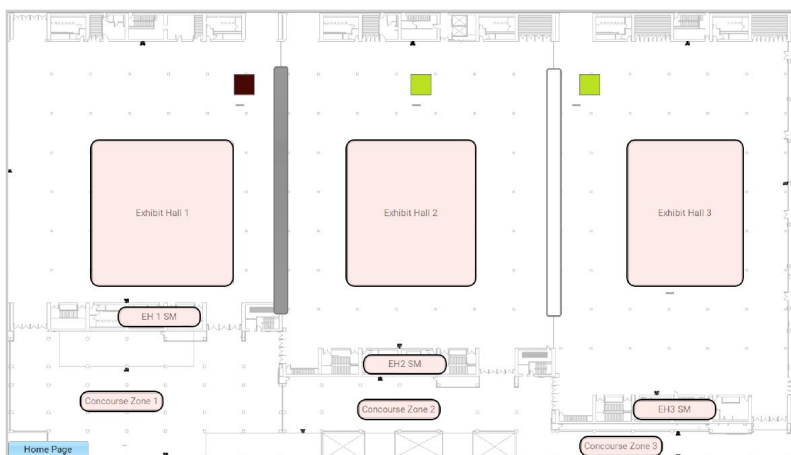 Exhibit Hall 1
Exhibit Hall 2
Exhibit Hall 3
EH 1 SM
EH2 SM
Concourse Zone 1
Concourse Zone 2
EH3 SM
Concourse Zone 3
Home Page